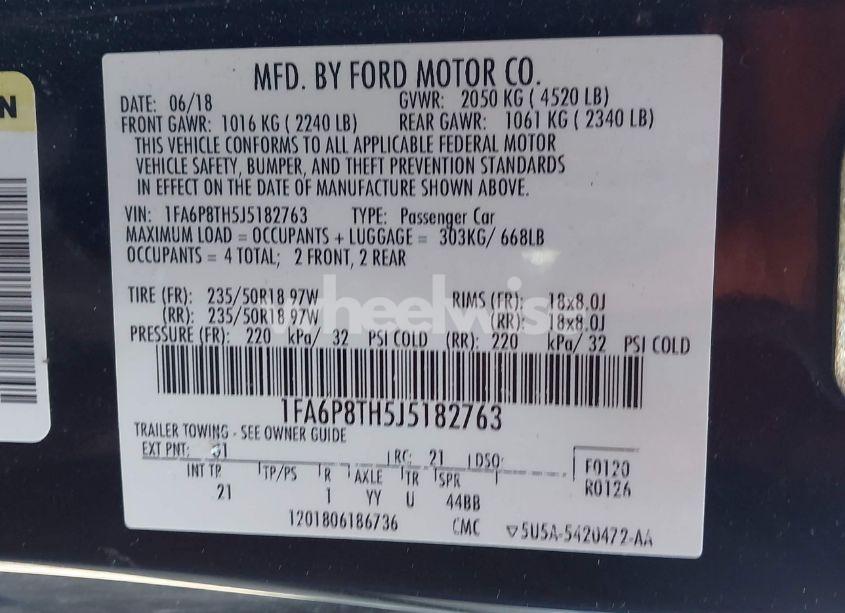 N
MFD. BY FORD MOTOR CO.
DATE: 06/18 GVWR: 2050 KG ( 4520 LB)
FRONT GAWR: 1016 KG ( 2240 LB) REAR GAWR: 1061 KG ( 2340 LB)
THIS VEHICLE CONFORMS TO ALL APPLICABLE FEDERAL MOTOR
VEHICLE SAFETY, BUMPER, AND THEFT PREVENTION STANDARDS
IN EFFECT ON THE DATE OF MANUFACTURE SHOWN ABOVE.
VIN: 1FA6P8TH5J5182763 TYPE: Passenger Car
MAXIMUM LOAD = OCCUPANTS + LUGGAGE = 303KG/ 668LB
OCCUPANTS = 4 TOTAL; 2 FRONT, 2 REAR
TIRE (FR): 235/50R18 97W RIMS (FR): 18x8.0J
(RR): 235/50R18 97W (RR): 18x8.0J
PRESSURE (FR): 220 kPa/ 32 PSI COLD (RR): 220 kPa/ 32 PSI COLD
wheelwis
1FA6P8TH5J5182763
TRAILER TOWING - SEE OWNER GUIDE
EXT PNT: RC: 21 DSO: F0120
INT TR TP/PS R AXLE TR SPR R0126
21 1 YY U 44BB
1201806186736 CMC ▽5U5A-5420472-AA